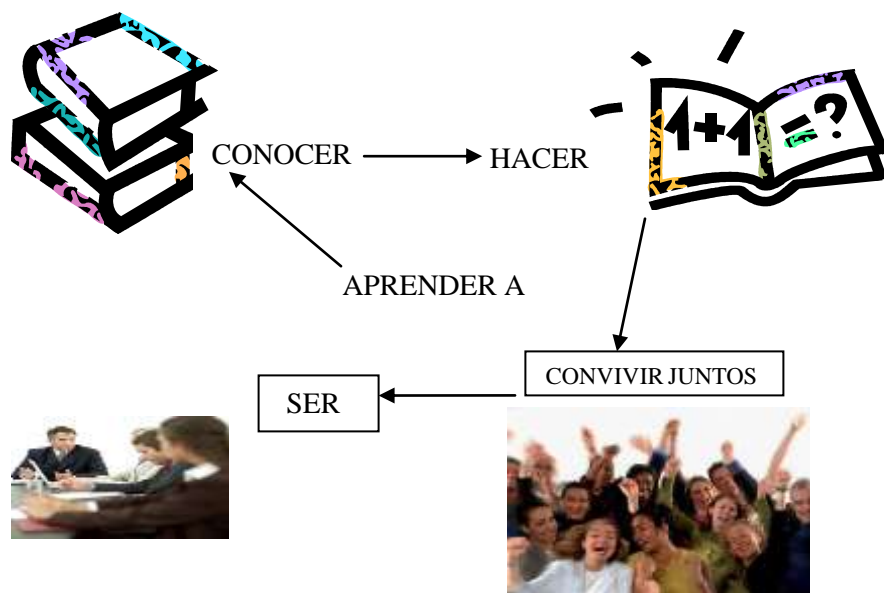 CONOCER
HACER
1+1 =?
APRENDER A
CONVIVIR JUNTOS
SER